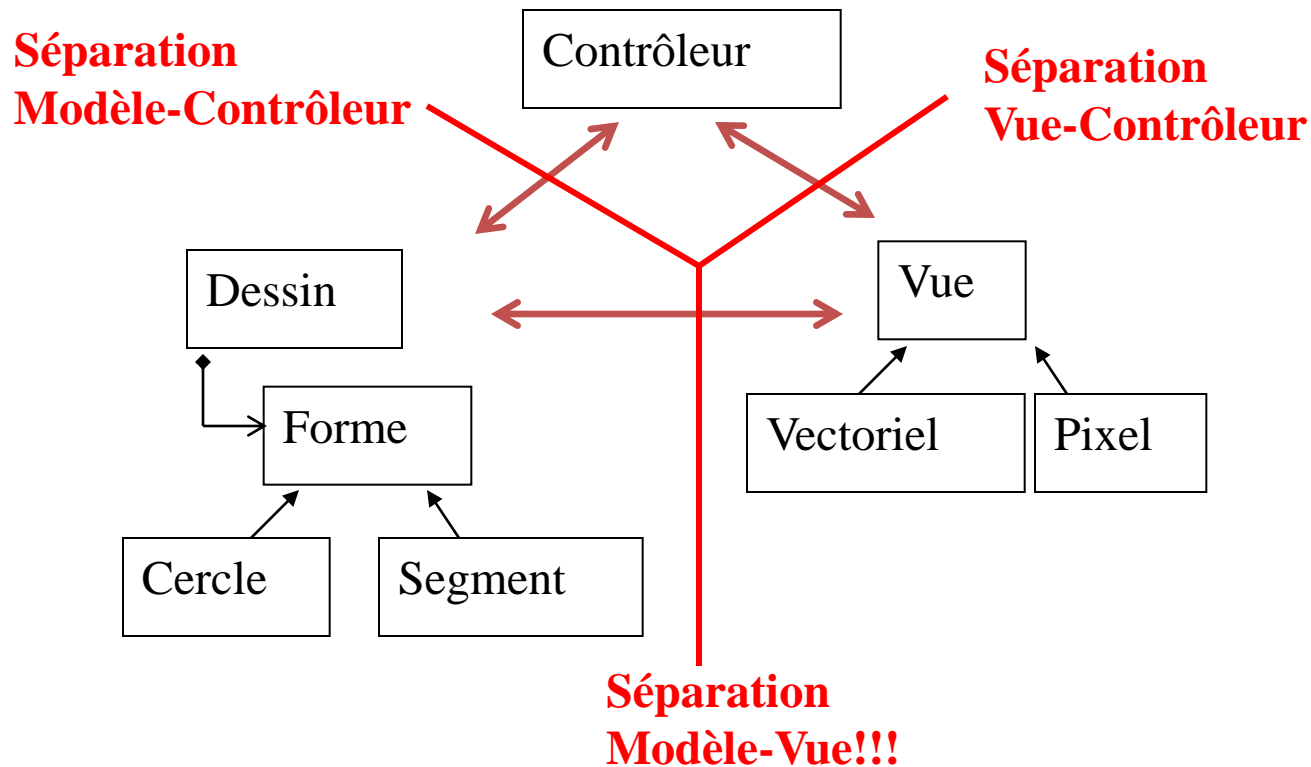 Séparation
Modèle-Contrôleur
Contrôleur
Séparation
Vue-Contrôleur
Dessin
Vue
Forme
Vectoriel
Pixel
Cercle
Segment
Séparation
Modèle-Vue!!!